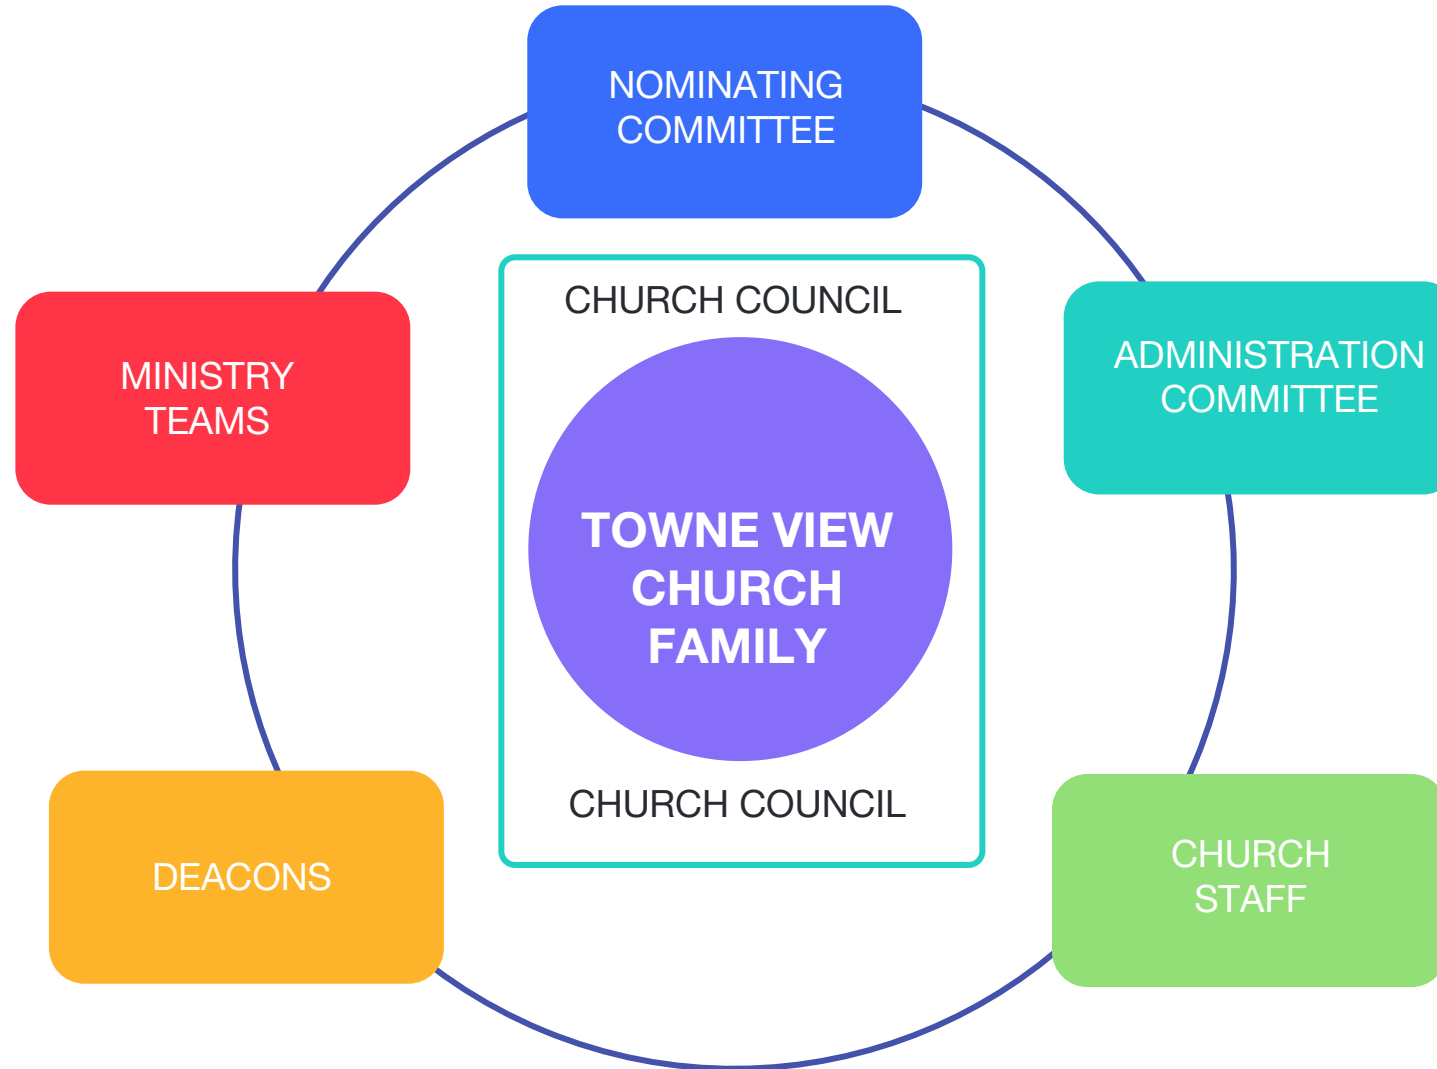 NOMINATING
COMMITTEE
CHURCH COUNCIL
ADMINISTRATION
COMMITTEE
MINISTRY
TEAMS
TOWNE VIEW
CHURCH
FAMILY
CHURCH COUNCIL
DEACONS
CHURCH
STAFF